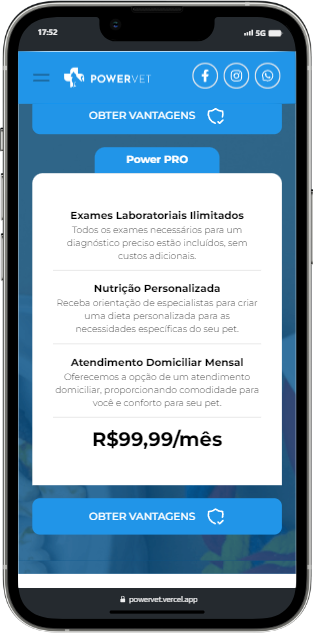 17:52
5G
POWERVET
OBTER VANTAGENS
Power PRO
Exames Laboratoriais Ilimitados
Todos os exames necessários para um
diagnóstico preciso estão incluídos, sem
custos adicionais.
Nutrição Personalizada
Receba orientação de especialistas para criar
uma dieta personalizada para as
necessidades específicas do seu pet.
Atendimento Domiciliar Mensal
Oferecemos a opção de um atendimento
domiciliar, proporcionando comodidade para
você e conforto para seu pet.
R$99,99/mês
OBTER VANTAGENS
powervet.vercel.app